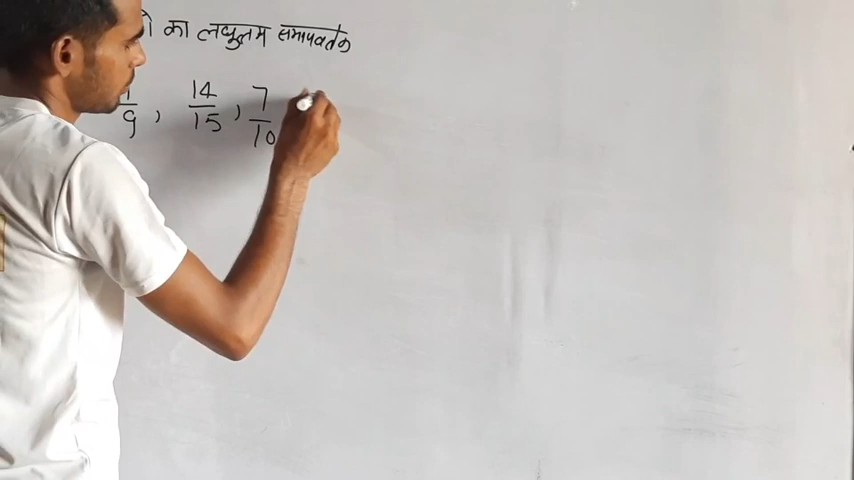 का लघुत्तम समापवर्तक
9 , 14/15 , 7/10